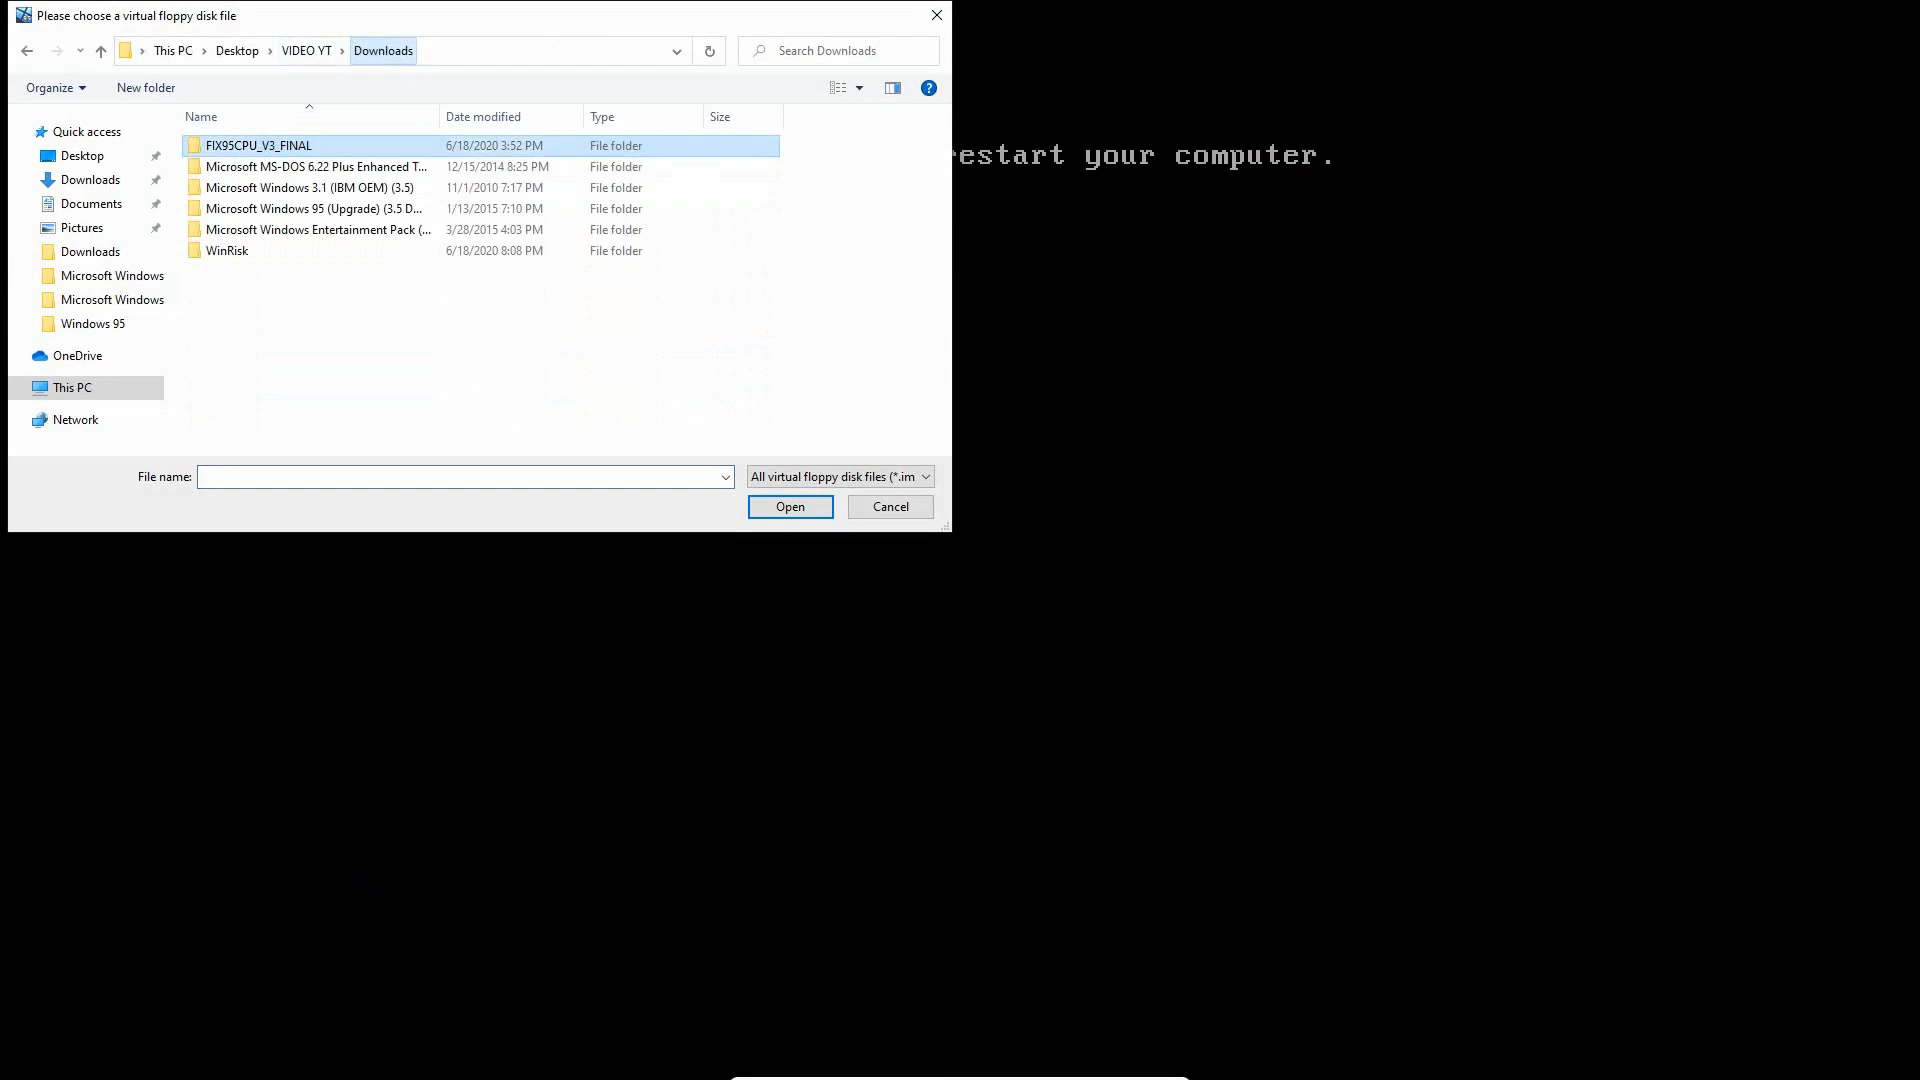 Please choose a virtual floppy disk file
This PC > Desktop > VIDEO YT > Downloads
Search Downloads
Organize
New folder
Name
Date modified
Type
Size
Quick access
Desktop
Downloads
Documents
Pictures
Downloads
Microsoft Windows
Microsoft Windows
Windows 95
OneDrive
This PC
Network
FIX95CPU_V3_FINAL 6/18/2020 3:52 PM File folder
Microsoft MS-DOS 6.22 Plus Enhanced T... 12/15/2014 8:25 PM File folder
Microsoft Windows 3.1 (IBM OEM) (3.5) 11/1/2010 7:17 PM File folder
Microsoft Windows 95 (Upgrade) (3.5 D... 1/13/2015 7:10 PM File folder
Microsoft Windows Entertainment Pack (... 3/28/2015 4:03 PM File folder
WinRisk 6/18/2020 8:08 PM File folder
File name:
All virtual floppy disk files (*.im
Open
Cancel
restart your computer.